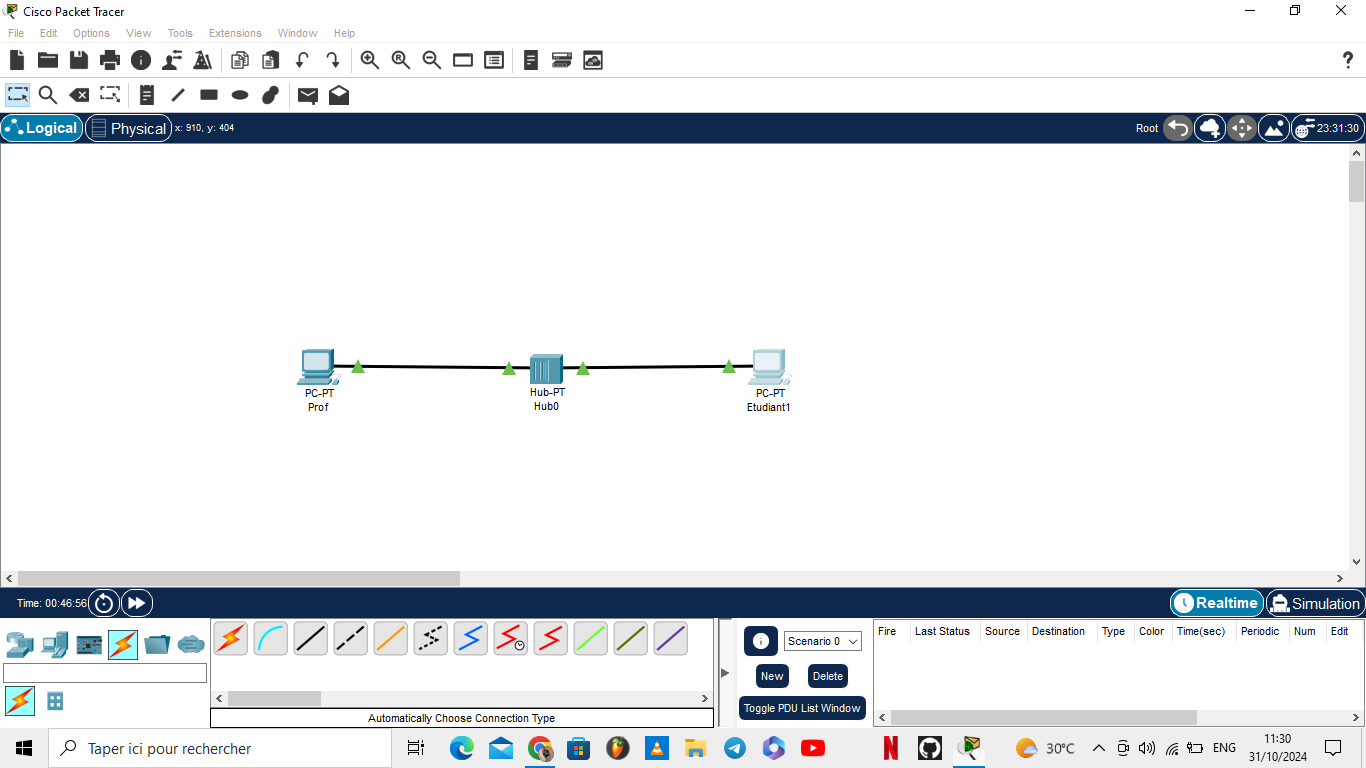 Cisco Packet Tracer
File Edit Options View Tools Extensions Window Help
Logical Physical x: 910, y: 404 Root 23:31:30
PC-PT
Prof
Hub-PT
Hub0
PC-PT
Etudiant1
Time: 00:46:56 Realtime Simulation
Scenario 0
New Delete
Toggle PDU List Window
Fire Last Status Source Destination Type Color Time(sec) Periodic Num Edit
Automatically Choose Connection Type
Taper ici pour rechercher
30°C ENG
11:30
31/10/2024